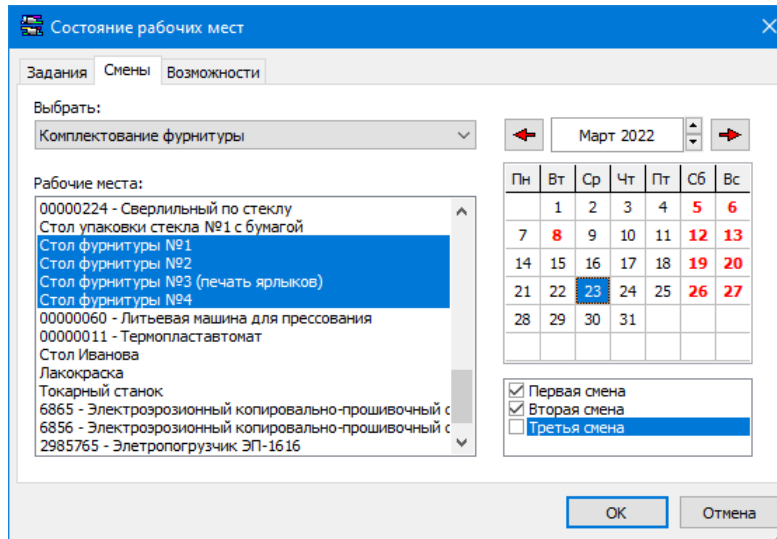 Состояние рабочих мест
Задания Смены Возможности
Выбрать:
Комплектование фурнитуры
Рабочие места:
00000224 - Сверлильный по стеклу
Стол упаковки стекла №1 с бумагой
Стол фурнитуры №1
Стол фурнитуры №2
Стол фурнитуры №3 (печать ярлыков)
Стол фурнитуры №4
00000060 - Литьевая машина для прессования
00000011 - Термопластавтомат
Стол Иванова
Лакокраска
Токарный станок
6865 - Электроэрозионный копировально-прошивочный с
6856 - Электроэрозионный копировально-прошивочный с
2985765 - Элетропогрузчик ЭП-1616
Март 2022
Пн Вт Ср Чт Пт Сб Вс
1 2 3 4 5 6
7 8 9 10 11 12 13
14 15 16 17 18 19 20
21 22 23 24 25 26 27
28 29 30 31
Первая смена
Вторая смена
Третья смена
ОК Отмена